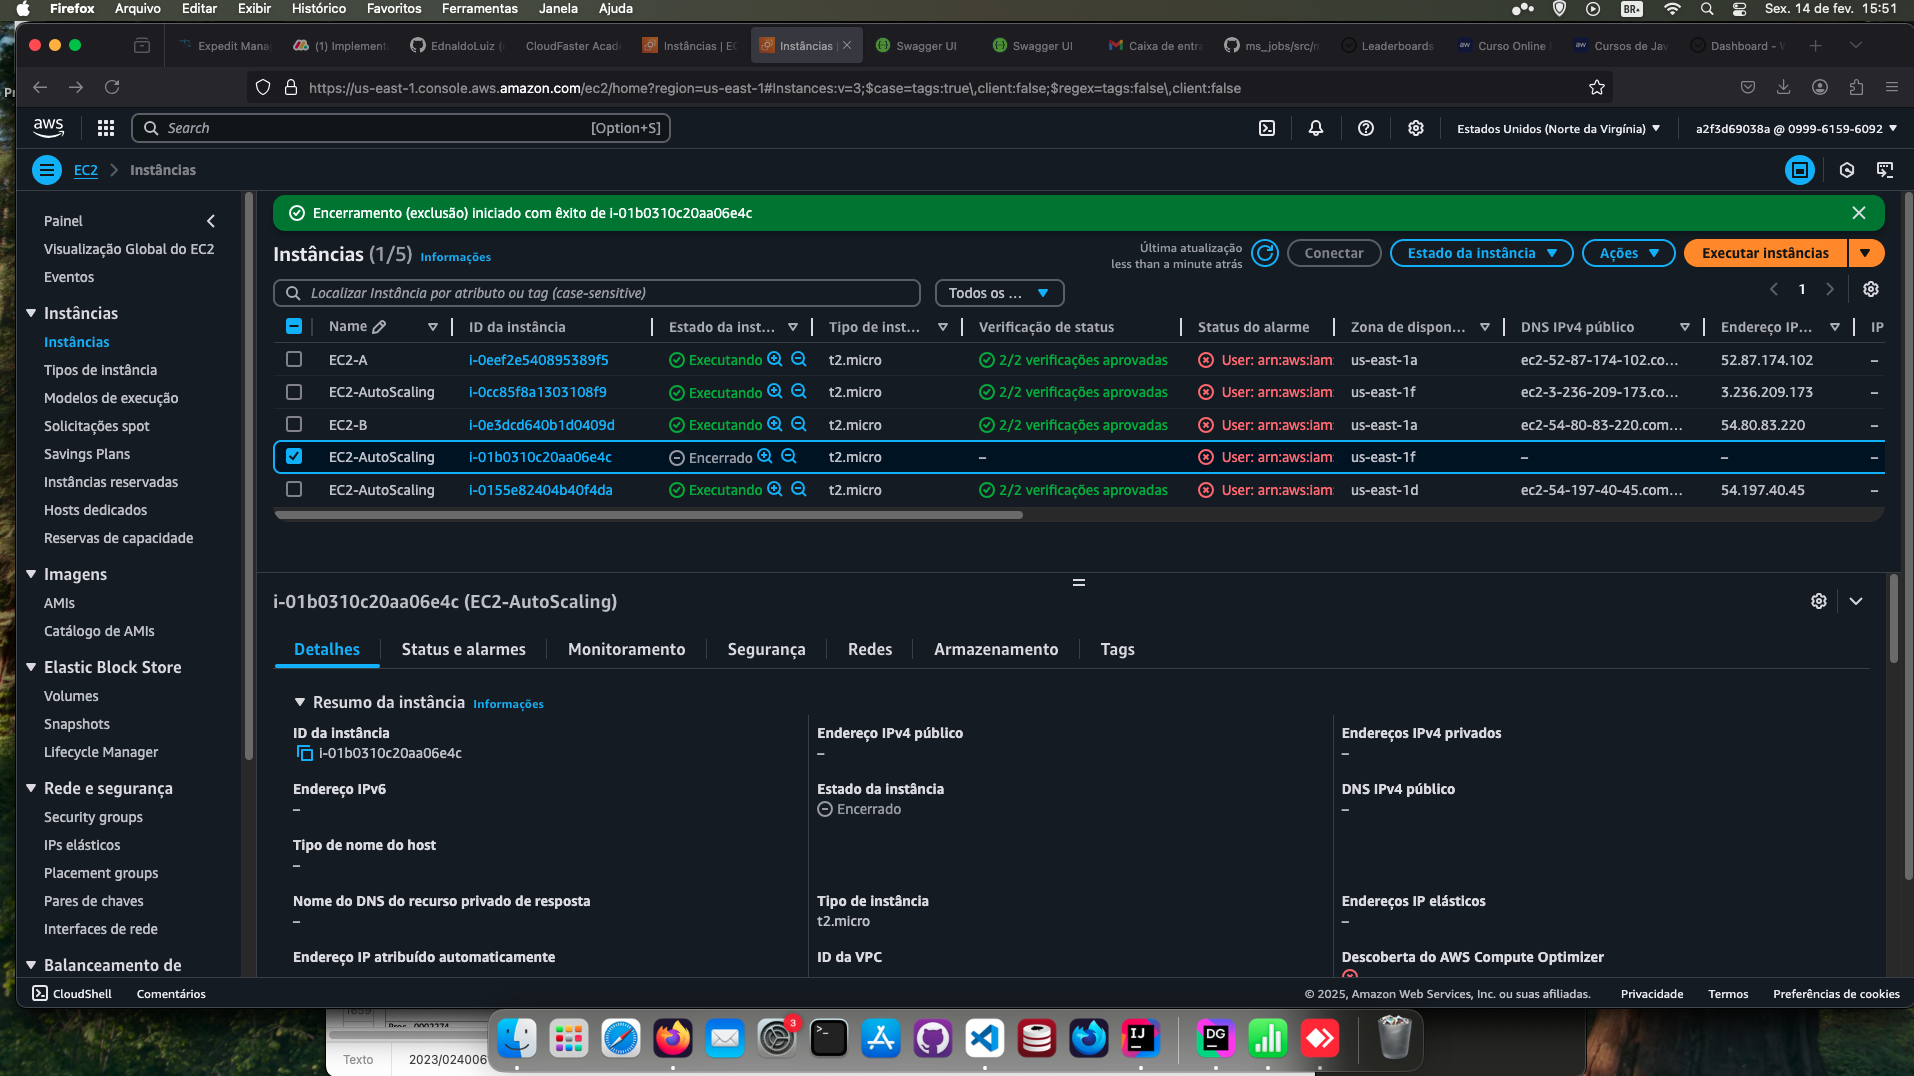 Firefox Arquivo Editar Exibir Histórico Favoritos Ferramentas Janela Ajuda BR Sex. 14 de fev. 15:51
Expedit Mana (1) Implement EdnaldoLuiz ( CloudFaster Acad Instâncias | EC Instâncias | Swagger UI Swagger UI Caixa de entra ms_jobs/src/m Leaderboards Curso Online Cursos de Jav Dashboard - W
https://us-east-1.console.aws.amazon.com/ec2/home?region=us-east-1#Instances:v=3;$case=tags:true\,client:false;$regex=tags:false\,client:false
aws Search [Option+S] Estados Unidos (Norte da Virgínia) a2f3d69038a @ 0999-6159-6092
EC2 Instâncias
Encerramento (exclusão) iniciado com êxito de i-01b0310c20aa06e4c
Instâncias (1/5) Informações
Última atualização
less than a minute atrás
Conectar Estado da instância Ações Executar instâncias
Localizar Instância por atributo ou tag (case-sensitive) Todos os ... 1
Name ID da instância Estado da inst... Tipo de inst... Verificação de status Status do alarme Zona de dispon... DNS IPv4 público Endereço IP... IP
EC2-A i-0eef2e540895389f5 Executando t2.micro 2/2 verificações aprovadas User: arn:aws:iam: us-east-1a ec2-52-87-174-102.co... 52.87.174.102 –
EC2-AutoScaling i-0cc85f8a1303108f9 Executando t2.micro 2/2 verificações aprovadas User: arn:aws:iam: us-east-1f ec2-3-236-209-173.co... 3.236.209.173 –
EC2-B i-0e3dcd640b1d0409d Executando t2.micro 2/2 verificações aprovadas User: arn:aws:iam: us-east-1a ec2-54-80-83-220.com... 54.80.83.220 –
EC2-AutoScaling i-01b0310c20aa06e4c Encerrado t2.micro – User: arn:aws:iam: us-east-1f – – –
EC2-AutoScaling i-0155e82404b40f4da Executando t2.micro 2/2 verificações aprovadas User: arn:aws:iam: us-east-1d ec2-54-197-40-45.com... 54.197.40.45 –
Painel
Visualização Global do EC2
Eventos
Instâncias
Instâncias
Tipos de instância
Modelos de execução
Solicitações spot
Savings Plans
Instâncias reservadas
Hosts dedicados
Reservas de capacidade
Imagens
AMIs
Catálogo de AMIs
Elastic Block Store
Volumes
Snapshots
Lifecycle Manager
Rede e segurança
Security groups
IPs elásticos
Placement groups
Pares de chaves
Interfaces de rede
Balanceamento de
i-01b0310c20aa06e4c (EC2-AutoScaling)
Detalhes Status e alarmes Monitoramento Segurança Redes Armazenamento Tags
Resumo da instância Informações
ID da instância Endereço IPv4 público Endereços IPv4 privados
i-01b0310c20aa06e4c – –
Endereço IPv6 Estado da instância DNS IPv4 público
– Encerrado –
Tipo de nome do host
–
Nome do DNS do recurso privado de resposta Tipo de instância Endereços IP elásticos
– t2.micro –
Endereço IP atribuído automaticamente ID da VPC Descoberta do AWS Compute Optimizer
CloudShell Comentários © 2025, Amazon Web Services, Inc. ou suas afiliadas. Privacidade Termos Preferências de cookies
Texto 2023/024006
3
IJ
DG